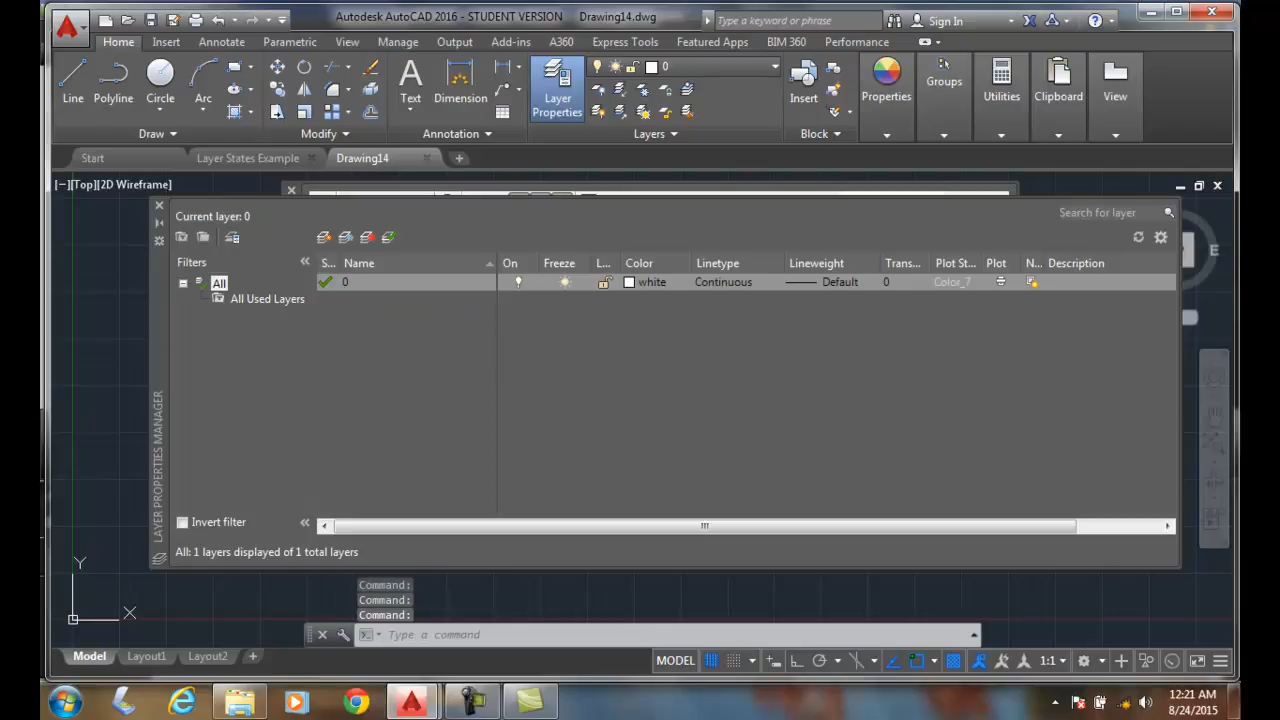 Autodesk AutoCAD 2016 - STUDENT VERSION Drawing14.dwg
Type a keyword or phrase
Sign In
Home Insert Annotate Parametric View Manage Output Add-ins A360 Express Tools Featured Apps BIM 360 Performance
0
Line Polyline Circle Arc
Text Dimension
Layer Properties
Insert
Properties Groups Utilities Clipboard View
Draw Modify Annotation Layers Block
Start Layer States Example Drawing14
[−][Top][2D Wireframe]
E
Current layer: 0
Search for layer
Filters
S... Name On Freeze L... Color Linetype Lineweight Trans... Plot St... Plot N... Description
All
0 white Continuous Default 0 Color_7
All Used Layers
LAYER PROPERTIES MANAGER
Invert filter
All: 1 layers displayed of 1 total layers
Y
X
Command:
Command:
Command:
Type a command
Model Layout1 Layout2
MODEL 1:1
12:21 AM
8/24/2015